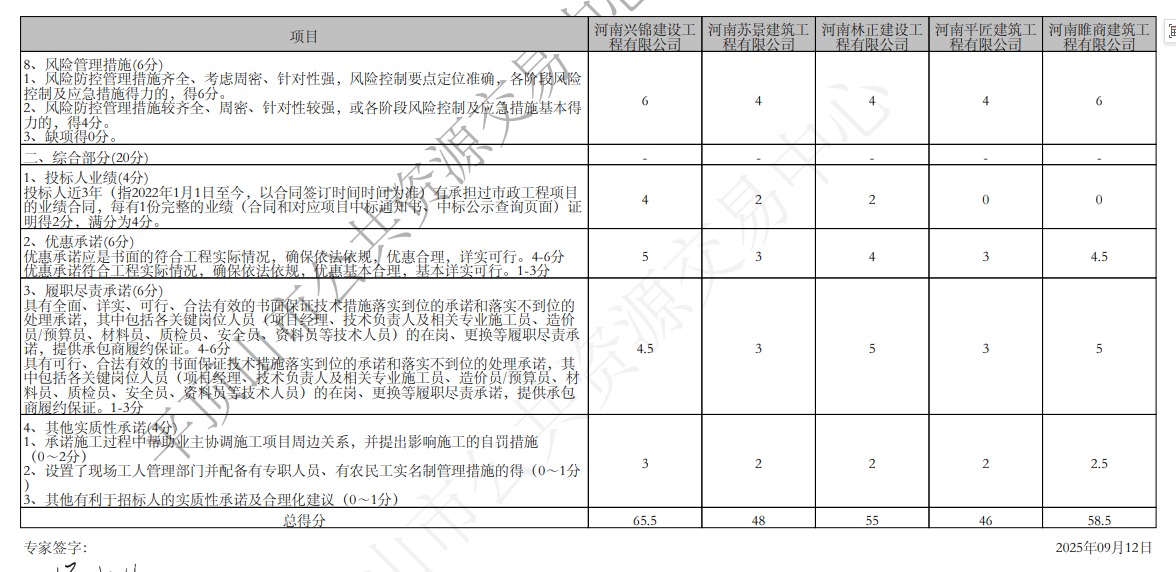 项目
河南兴锦建设工
程有限公司
河南苏景建筑工
程有限公司
河南林正建设工
程有限公司
河南平匠建筑工
程有限公司
河南睢商建筑工
程有限公司
8、风险管理措施(6分)
1、风险防控管理措施齐全、考虑周密、针对性强，风险控制要点定位准确，各阶段风险
控制及应急措施得力的，得6分。
2、风险防控管理措施较齐全、周密、针对性较强，或各阶段风险控制及应急措施基本得
力的，得4分。
3、缺项得0分。
6 4 4 4 6
二、综合部分(20分)
- - - - -
1、投标人业绩(4分)
投标人近3年（指2022年1月1日至今，以合同签订时间时间为准）有承担过市政工程项目
的业绩合同，每有1份完整的业绩（合同和对应项目中标通知书、中标公示查询页面）证
明得2分，满分为4分。
4 2 2 0 0
2、优惠承诺(6分)
优惠承诺应是书面的符合工程实际情况，确保依法依规，优惠合理，详实可行。4-6分
优惠承诺符合工程实际情况，确保依法依规，优惠基本合理，基本详实可行。1-3分
5 3 4 3 4.5
3、履职尽责承诺(6分)
具有全面、详实、可行、合法有效的书面保证技术措施落实到位的承诺和落实不到位的
处理承诺，其中包括各关键岗位人员（项目经理、技术负责人及相关专业施工员、造价
员/预算员、材料员、质检员、安全员、资料员等技术人员）的在岗、更换等履职尽责承
诺，提供承包商履约保证。4-6分
具有可行、合法有效的书面保证技术措施落实到位的承诺和落实不到位的处理承诺，其
中包括各关键岗位人员（项目经理、技术负责人及相关专业施工员、造价员/预算员、材
料员、质检员、安全员、资料员等技术人员）的在岗、更换等履职尽责承诺，提供承包
商履约保证。1-3分
4.5 3 5 3 5
4、其他实质性承诺(4分)
1、承诺施工过程中帮助业主协调施工项目周边关系，并提出影响施工的自罚措施
（0～2分）
2、设置了现场工人管理部门并配备有专职人员、有农民工实名制管理措施的得（0～1分
）
3、其他有利于招标人的实质性承诺及合理化建议（0～1分）
3 2 2 2 2.5
总得分 65.5 48 55 46 58.5
专家签字： 2025年09月12日
平顶山市公共资源交易中心
山市公共资源交易中心